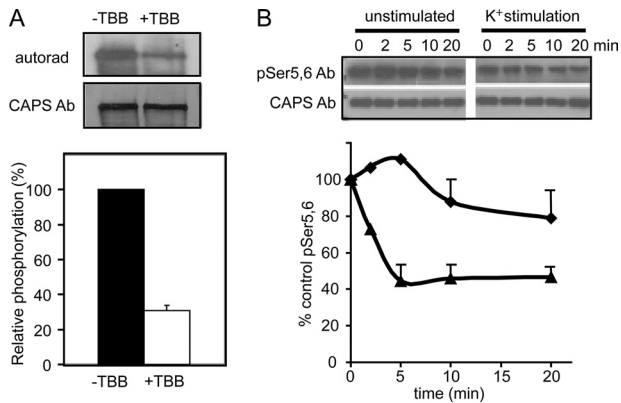 A
-TBB +TBB
autorad
CAPS Ab
Relative phosphorylation (%)
100
80
60
40
20
0
-TBB +TBB
B
unstimulated K+stimulation
0 2 5 10 20 0 2 5 10 20 min
pSer5,6 Ab
CAPS Ab
% control pSer5,6
100
80
60
40
20
0
0 5 10 15 20
time (min)